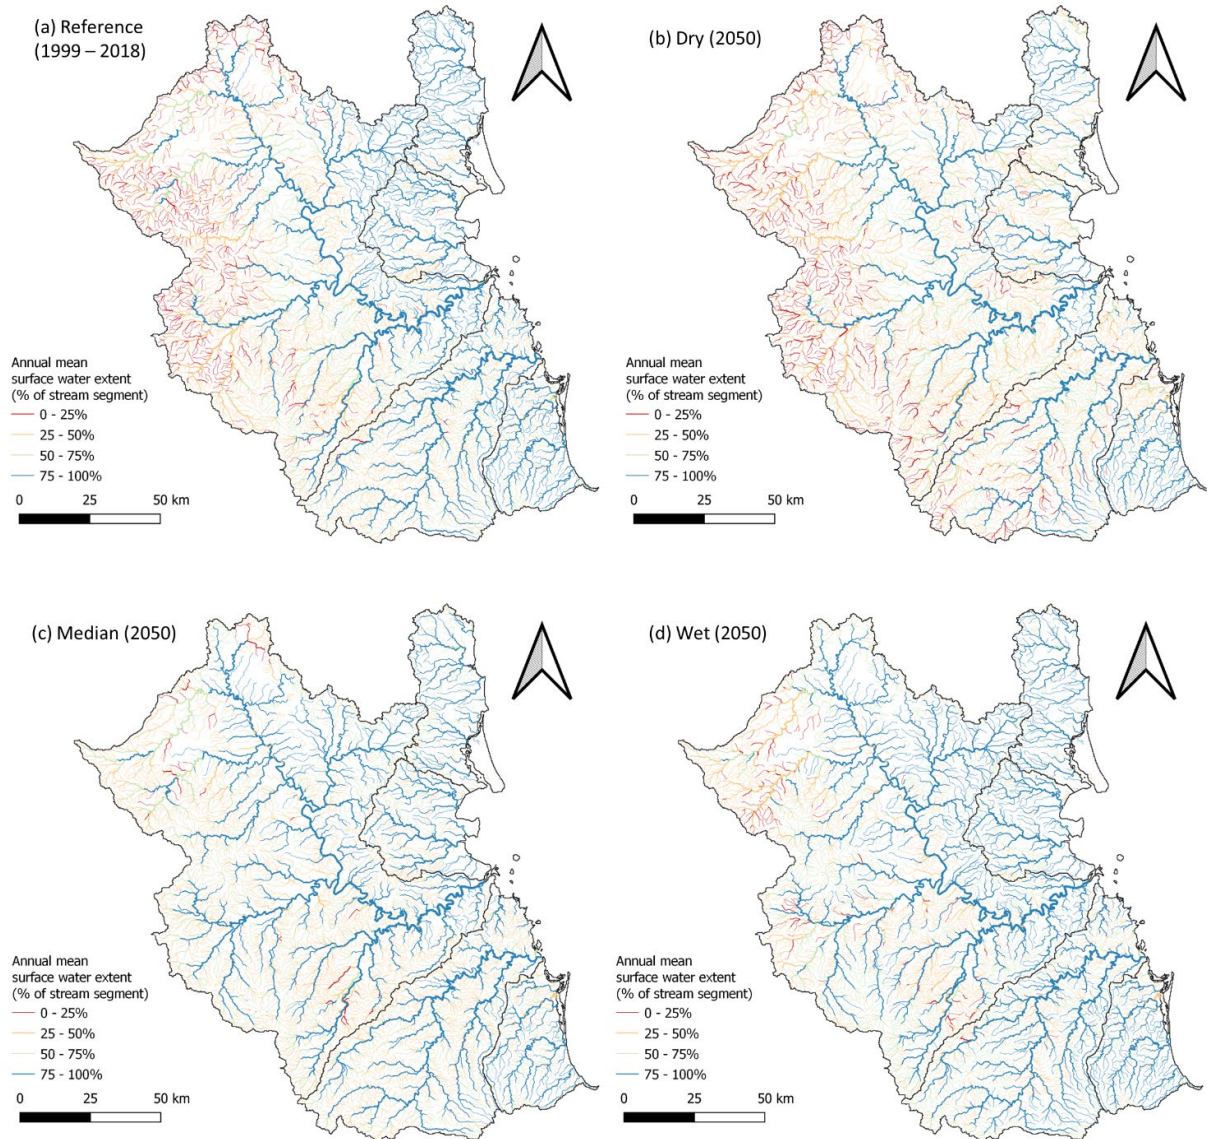 (a) Reference
(1999 – 2018)
Annual mean
surface water extent
(% of stream segment)
0 - 25%
25 - 50%
50 - 75%
75 - 100%
0 25 50 km
(b) Dry (2050)
Annual mean
surface water extent
(% of stream segment)
0 - 25%
25 - 50%
50 - 75%
75 - 100%
0 25 50 km
(c) Median (2050)
Annual mean
surface water extent
(% of stream segment)
0 - 25%
25 - 50%
50 - 75%
75 - 100%
0 25 50 km
(d) Wet (2050)
Annual mean
surface water extent
(% of stream segment)
0 - 25%
25 - 50%
50 - 75%
75 - 100%
0 25 50 km